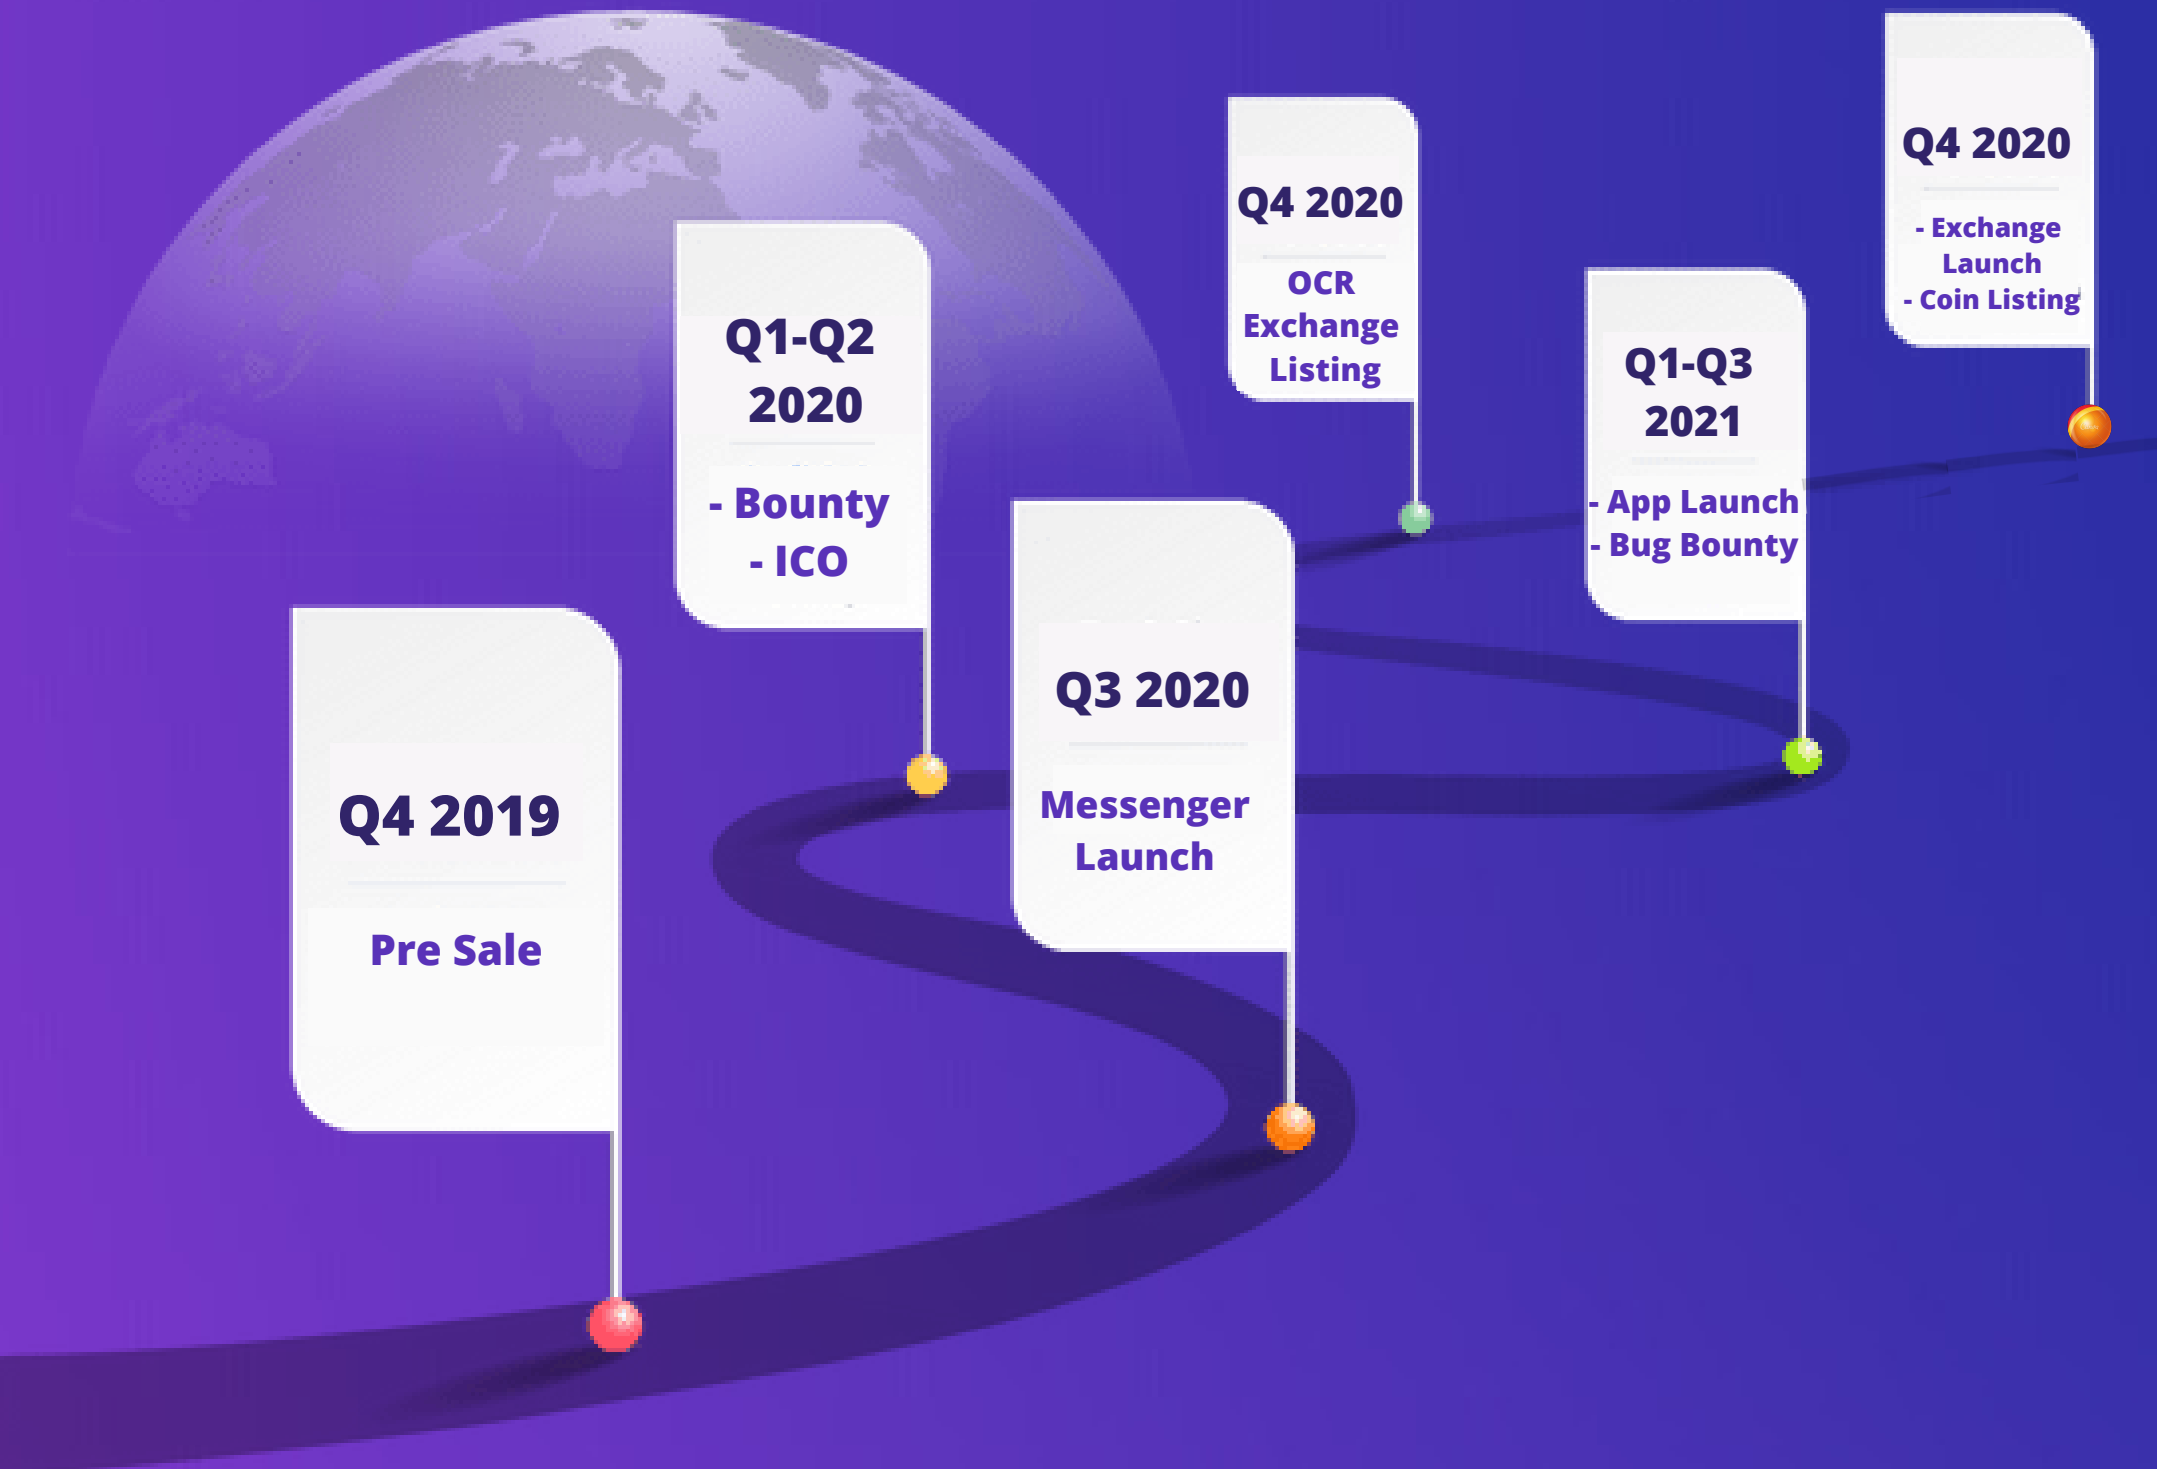 Q4 2019
Pre Sale
Q1-Q2
2020
- Bounty
- ICO
Q3 2020
Messenger
Launch
Q4 2020
OCR
Exchange
Listing
Q1-Q3
2021
- App Launch
- Bug Bounty
Q4 2020
- Exchange
Launch
- Coin Listing